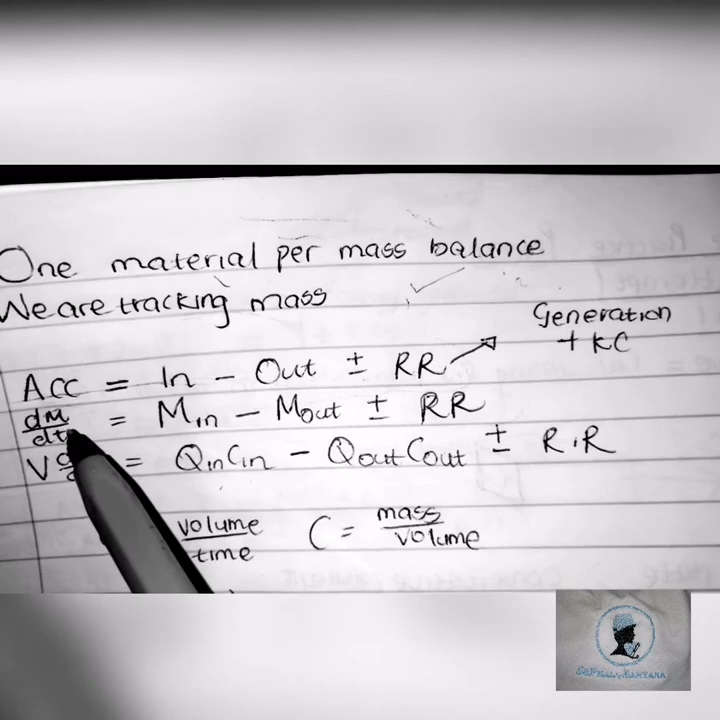 One material per mass balance
We are tracking mass
Generation
+ KC
Acc = In - Out ± RR
dM/dt = Min - Mout ± RR
V = QinCin - QoutCout ± R.R
volume/time C = mass/volume